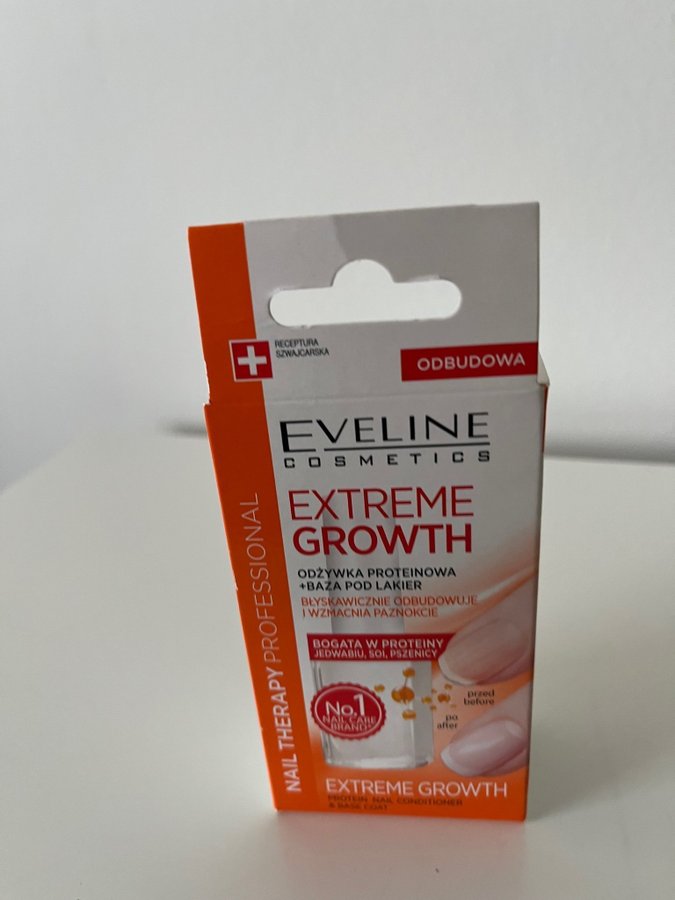 RECEPTURA
SZWAJCARSKA
ODBUDOWA
EVELINE
COSMETICS
EXTREME
GROWTH
ODŻYWKA PROTEINOWA
+BAZA POD LAKIER
BŁYSKAWICZNIE ODBUDOWUJE
I WZMACNIA PAZNOKCIE
BOGATA W PROTEINY
JEDWABIU, SOI, PSZENICY
No.1
NAIL CARE
BRAND*
przed
before
po
after
EXTREME GROWTH
PROTEIN NAIL CONDITIONER
& BASE COAT
NAIL THERAPY PROFESSIONAL